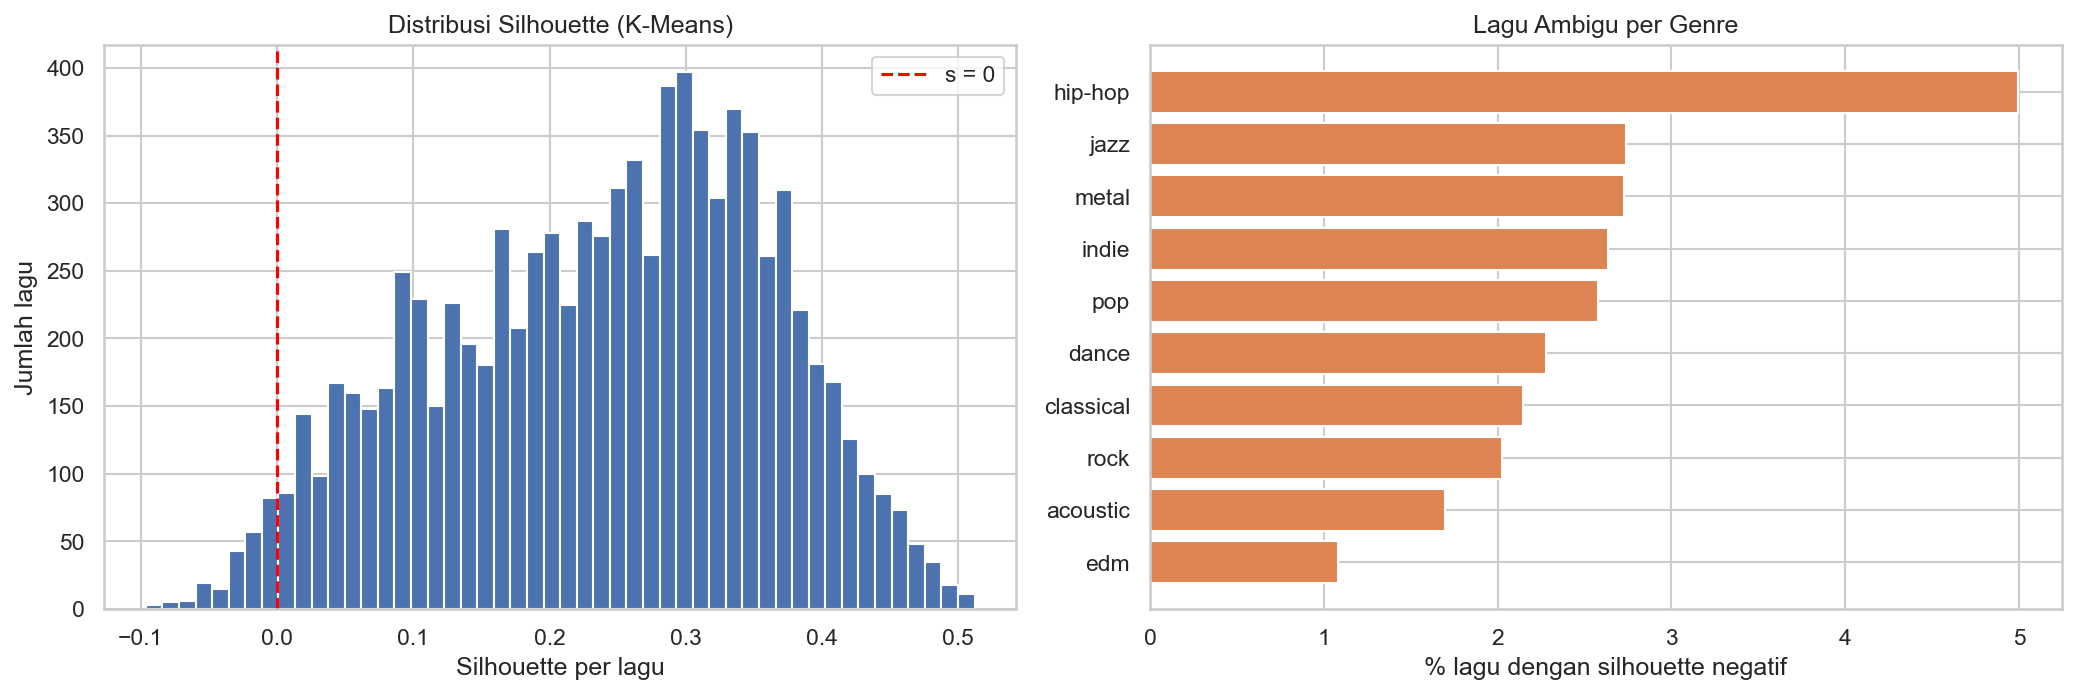 Distribusi Silhouette (K-Means)
s = 0
Jumlah lagu
400
350
300
250
200
150
100
50
0
−0.1
0.0
0.1
0.2
0.3
0.4
0.5
Silhouette per lagu
Lagu Ambigu per Genre
hip-hop
jazz
metal
indie
pop
dance
classical
rock
acoustic
edm
0
1
2
3
4
5
% lagu dengan silhouette negatif